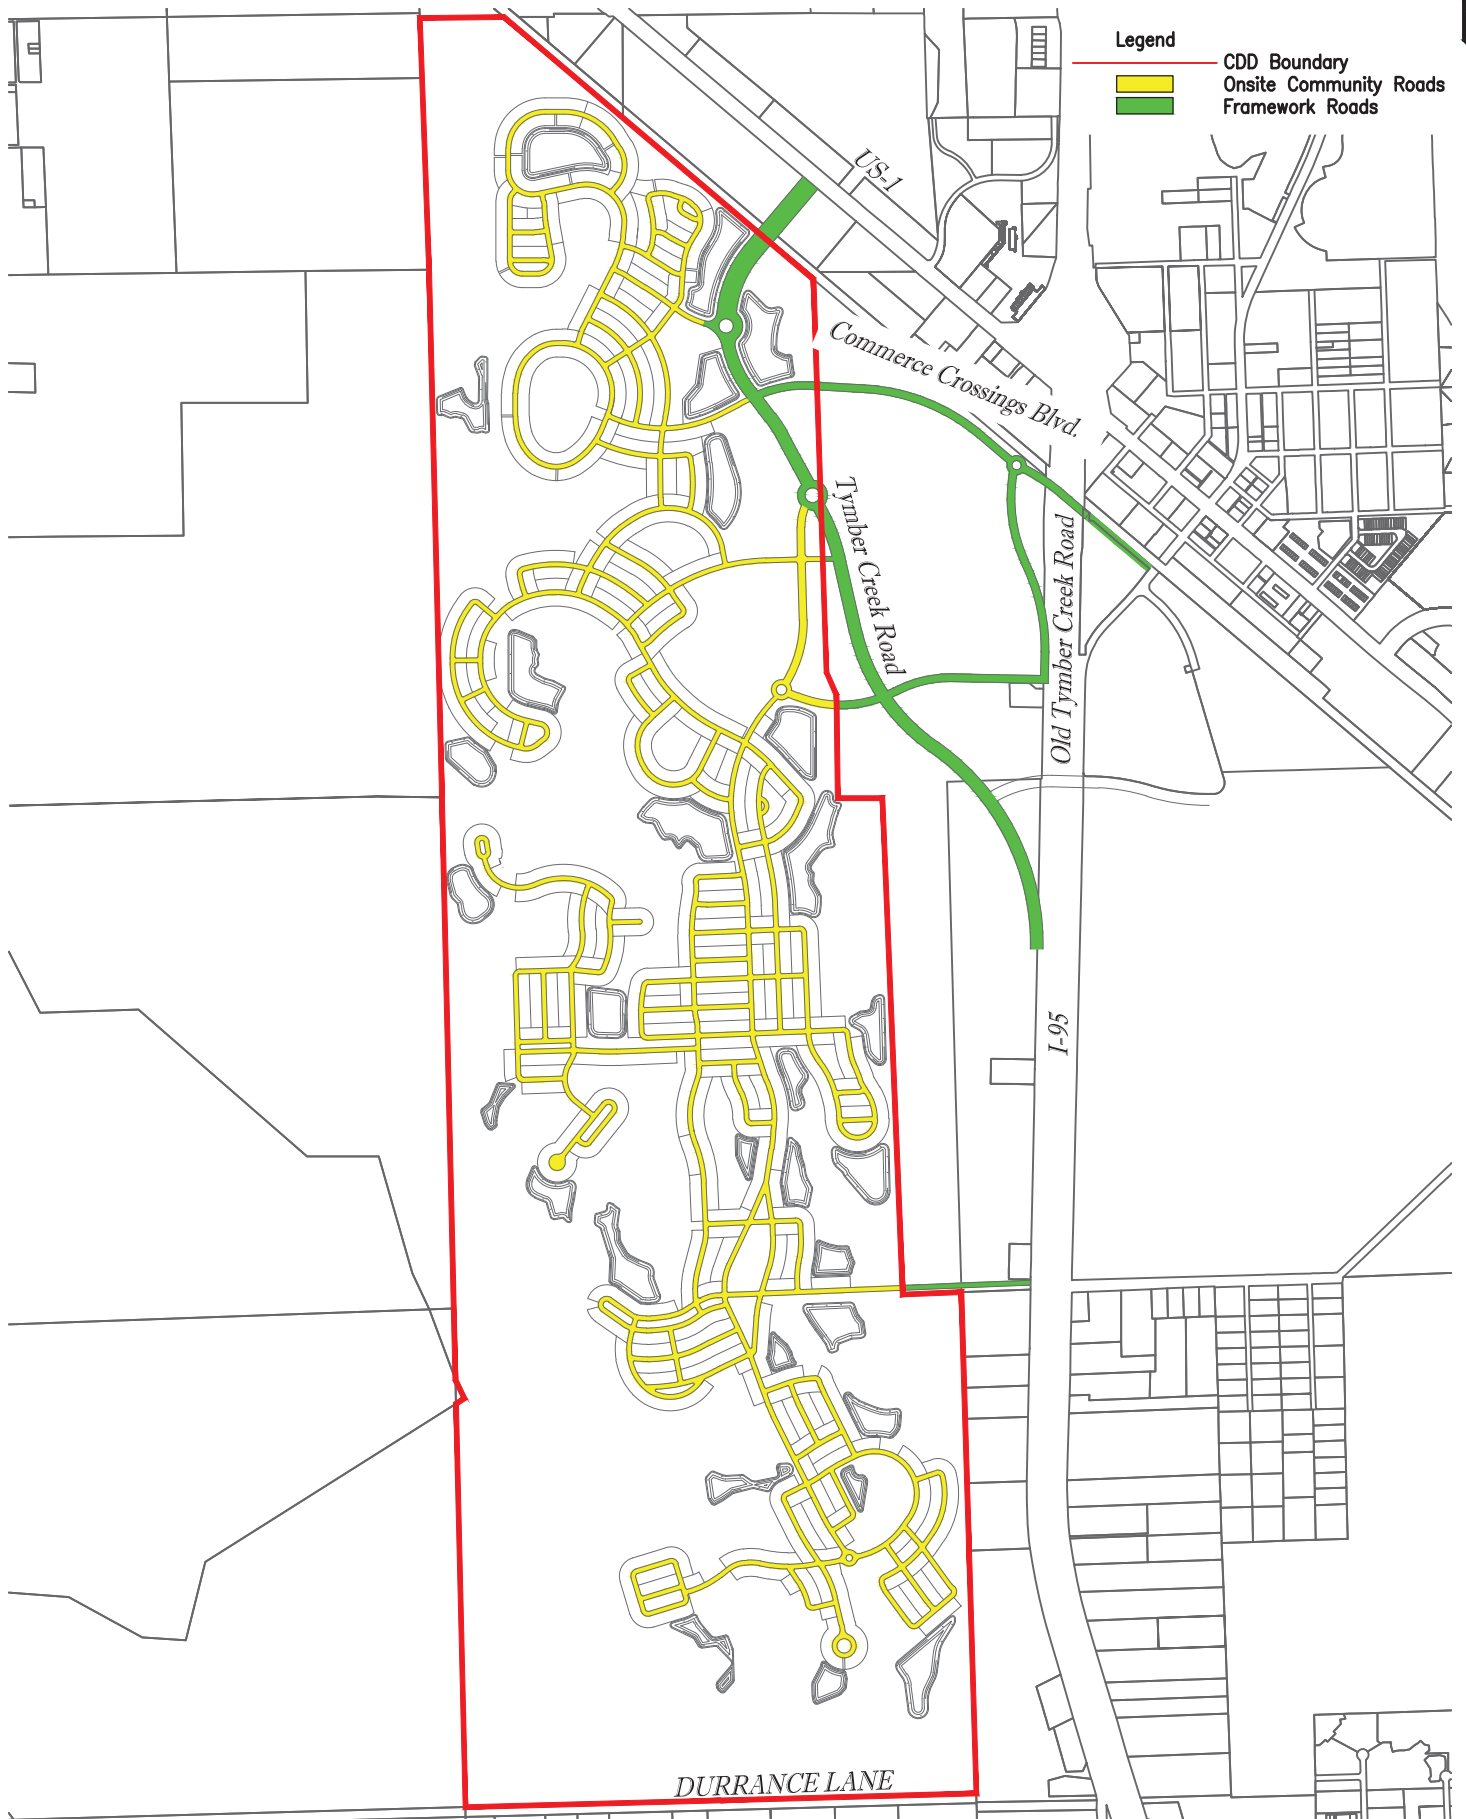 Legend
CDD Boundary
Onsite Community Roads
Framework Roads
US-1
Commerce Crossings Blvd.
Tymber Creek Road
Old Tymber Creek Road
I-95
DURRANCE LANE